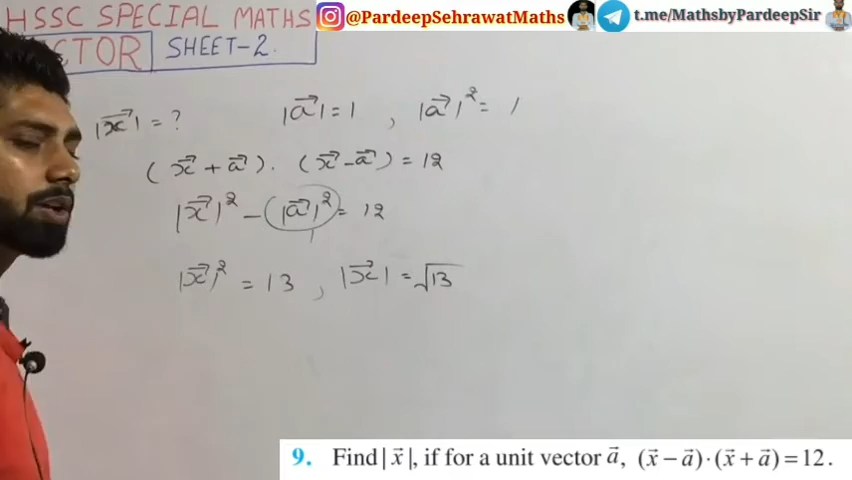 HSSC SPECIAL MATHS
@PardeepSehrawatMaths
t.me/MathsbyPardeepSir
CTOR SHEET-2.
|x⃗| = ? |a⃗| = 1 , |a⃗|² = 1
(x⃗ + a⃗) . (x⃗ - a⃗) = 12
|x⃗|² - |a⃗|² = 12
1
|x⃗|² = 13 , |x⃗| = √13
9. Find |x⃗|, if for a unit vector a⃗, (x⃗ − a⃗)·(x⃗ + a⃗) = 12.